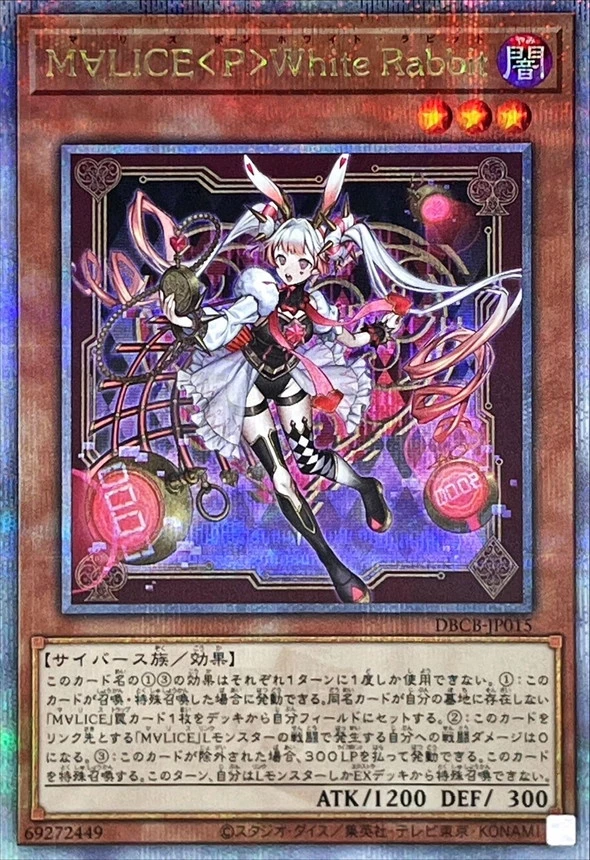 マリスポーンホワイト・ラビット
M∀LICE<P>White Rabbit
やみ
闇
00:02
DBCB-JP015
【サイバース族／効果】
このカード名の①③の効果はそれぞれ1ターンに1度しか使用できない。①：この
カードが召喚・特殊召喚した場合に発動できる。同名カードが自分の墓地に存在しない
「M∀LICE」罠カード1枚をデッキから自分フィールドにセットする。②：このカードを
リンク先とする「M∀LICE」Lモンスターの戦闘で発生する自分への戦闘ダメージは0
になる。③：このカードが除外された場合、300LPを払って発動できる。このカード
を特殊召喚する。このターン、自分はLモンスターしかEXデッキから特殊召喚できない。
ATK/1200 DEF/ 300
69272449
©スタジオ・ダイス／集英社・テレビ東京・KONAMI